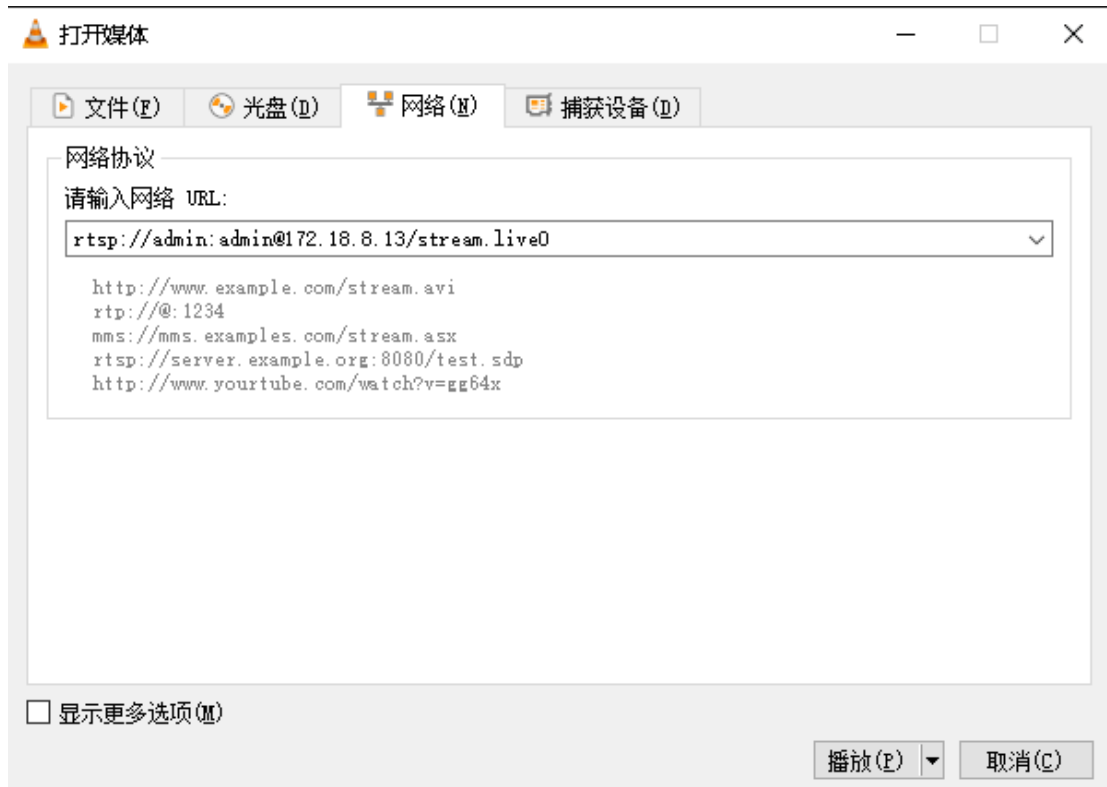 打开媒体
文件(F) 光盘(D) 网络(N) 捕获设备(D)
网络协议
请输入网络 URL:
rtsp://admin:admin@172.18.8.13/stream.live0
http://www.example.com/stream.avi
rtp://@:1234
mms://mms.examples.com/stream.asx
rtsp://server.example.org:8080/test.sdp
http://www.yourtube.com/watch?v=gg64x
显示更多选项(M)
播放(P) 取消(C)